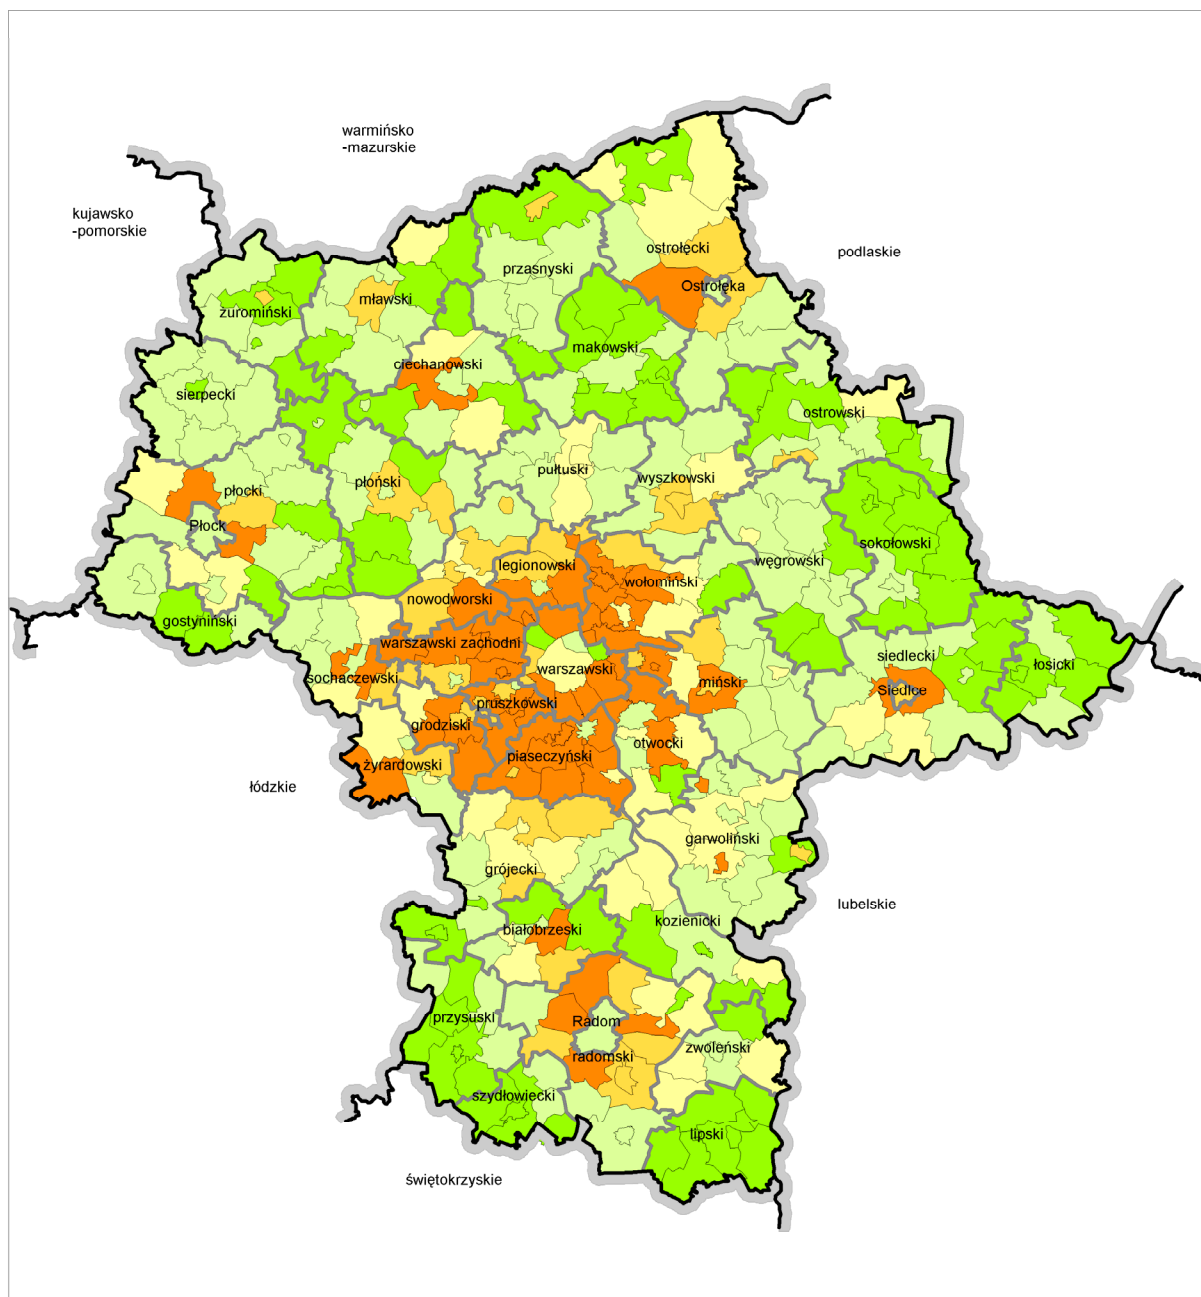 warmińsko
-mazurskie
kujawsko
-pomorskie
podlaskie
ostrołęcki
przasnyski
Ostrołęka
mławski
żuromiński
makowski
ciechanowski
sierpecki
ostrowski
pułtuski
wyszkowski
płoński
płocki
Płock
sokołowski
węgrowski
legionowski
wołomiński
nowodworski
gostyniński
warszawski zachodni
siedlecki
łosicki
warszawski
sochaczewski
miński
Siedlce
pruszkowski
grodziski
otwocki
piaseczyński
żyrardowski
łódzkie
garwoliński
grójecki
lubelskie
kozienicki
białobrzeski
przysuski
Radom
zwoleński
radomski
szydłowiecki
lipski
świętokrzyskie